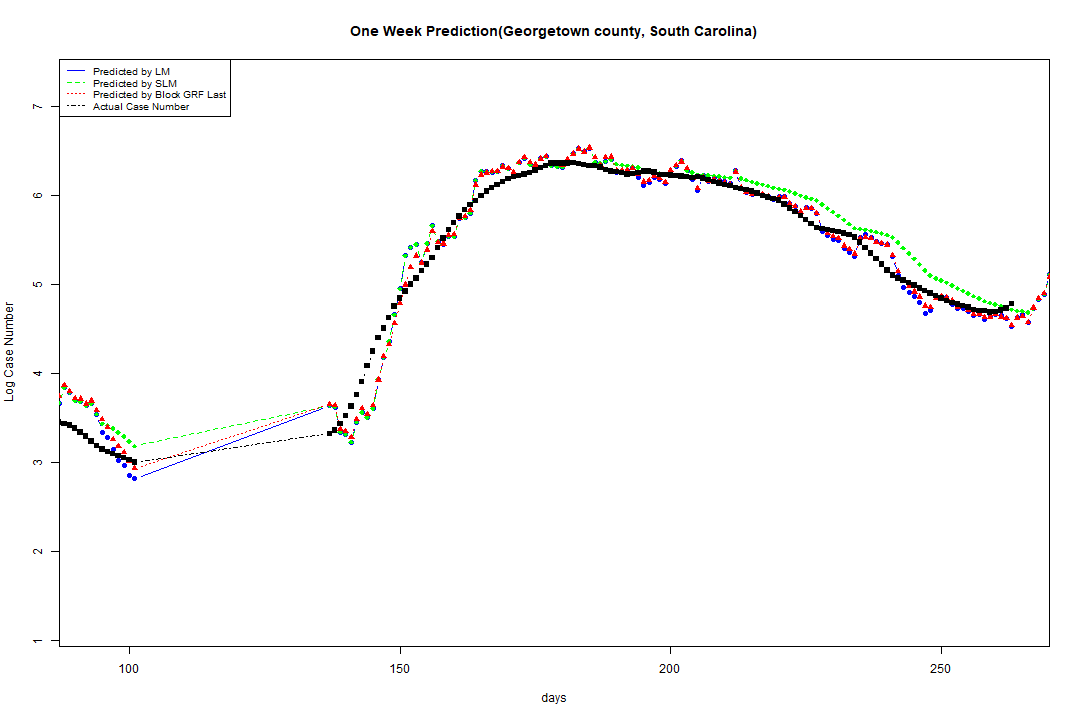 One Week Prediction(Georgetown county, South Carolina)
Predicted by LM
Predicted by SLM
Predicted by Block GRF Last
Actual Case Number
Log Case Number
7
6
5
4
3
2
1
100 150 200 250
days